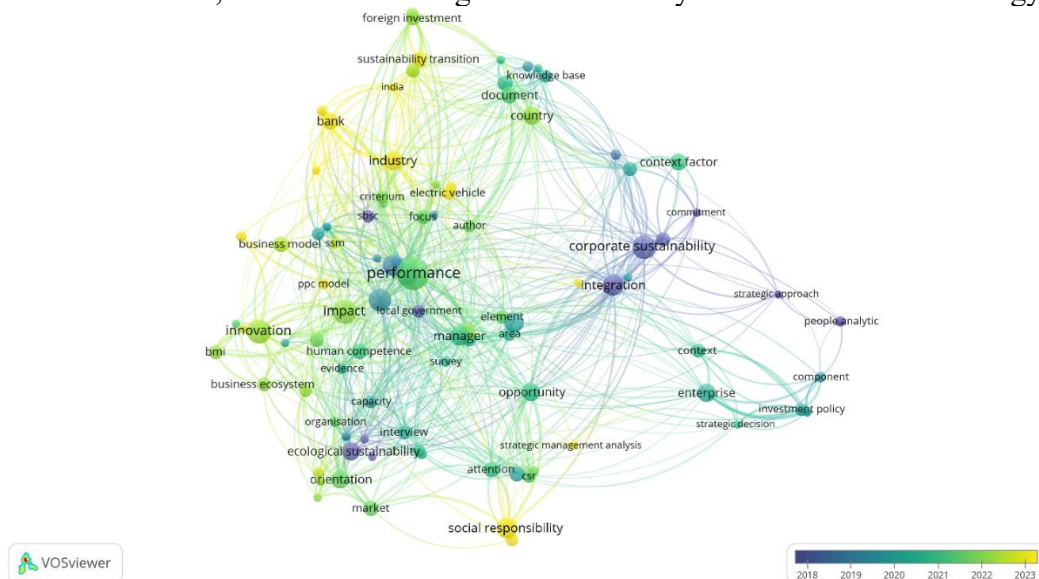 foreign investment
sustainability transition
india
knowledge base
document
bank
country
industry
context factor
criterium
electric vehicle
sbsc
focus
author
commitment
business model
ssm
corporate sustainability
performance
ppc model
integration
strategic approach
impact
local government
element
people analytic
innovation
manager
area
bmi
human competence
context
evidence
survey
component
business ecosystem
capacity
opportunity
enterprise
investment policy
organisation
interview
strategic decision
ecological sustainability
strategic management analysis
orientation
attention
csr
market
social responsibility
VOSviewer
2018 2019 2020 2021 2022 2023